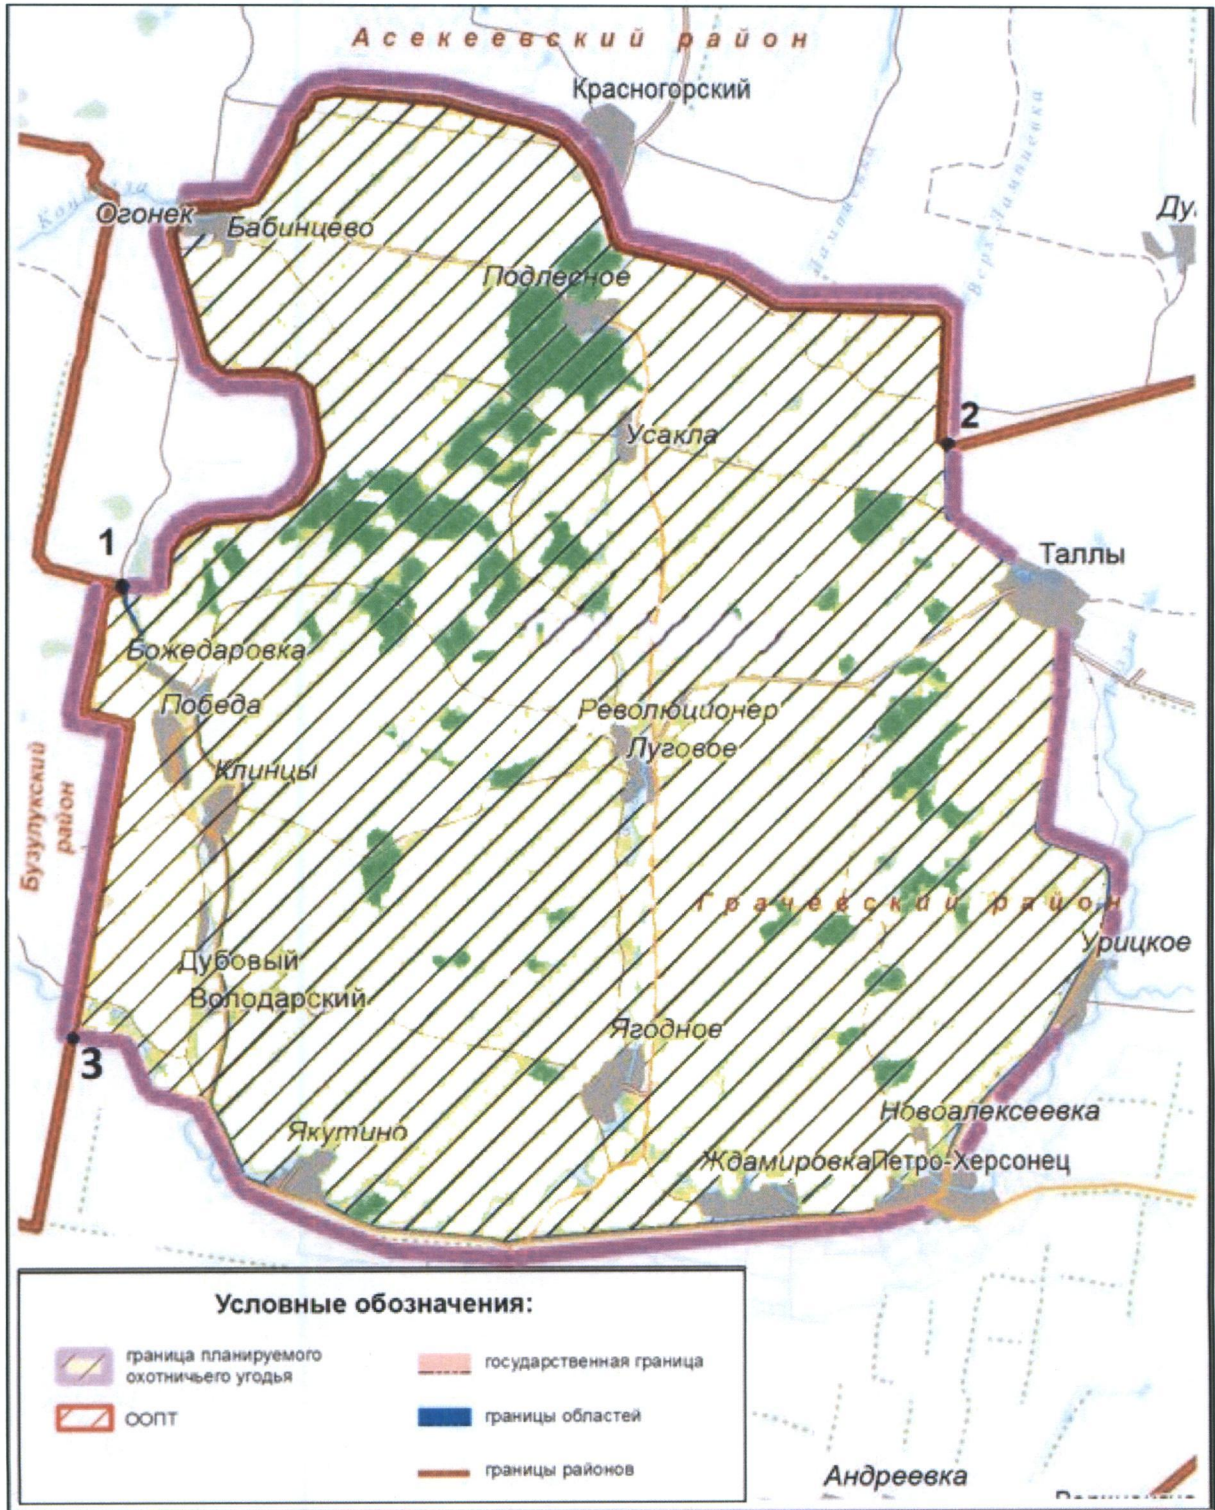 Асекеевский район
Красногорский
Огонек
Бабинцево
Подлесное
Усакла
2
1
Таллы
Божедаровка
Победа
Революционер
Луговое
Клинцы
Бузулукский
район
Грачевский район
Урицкое
Дубовый
Володарский
Ягодное
3
Новоалексеевка
Якутино
Ждамировка
Петро-Херсонец
Условные обозначения:
граница планируемого
охотничьего угодья
ООПТ
государственная граница
границы областей
границы районов
Андреевка